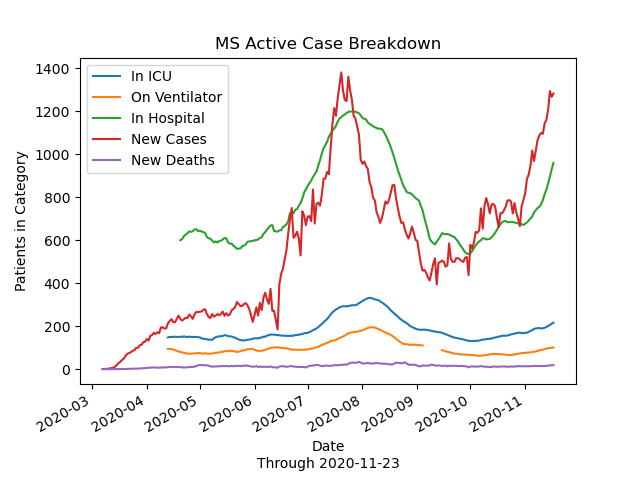 MS Active Case Breakdown
In ICU
On Ventilator
In Hospital
New Cases
New Deaths
Patients in Category
1400
1200
1000
800
600
400
200
0
2020-03
2020-04
2020-05
2020-06
2020-07
2020-08
2020-09
2020-10
2020-11
Date
Through 2020-11-23